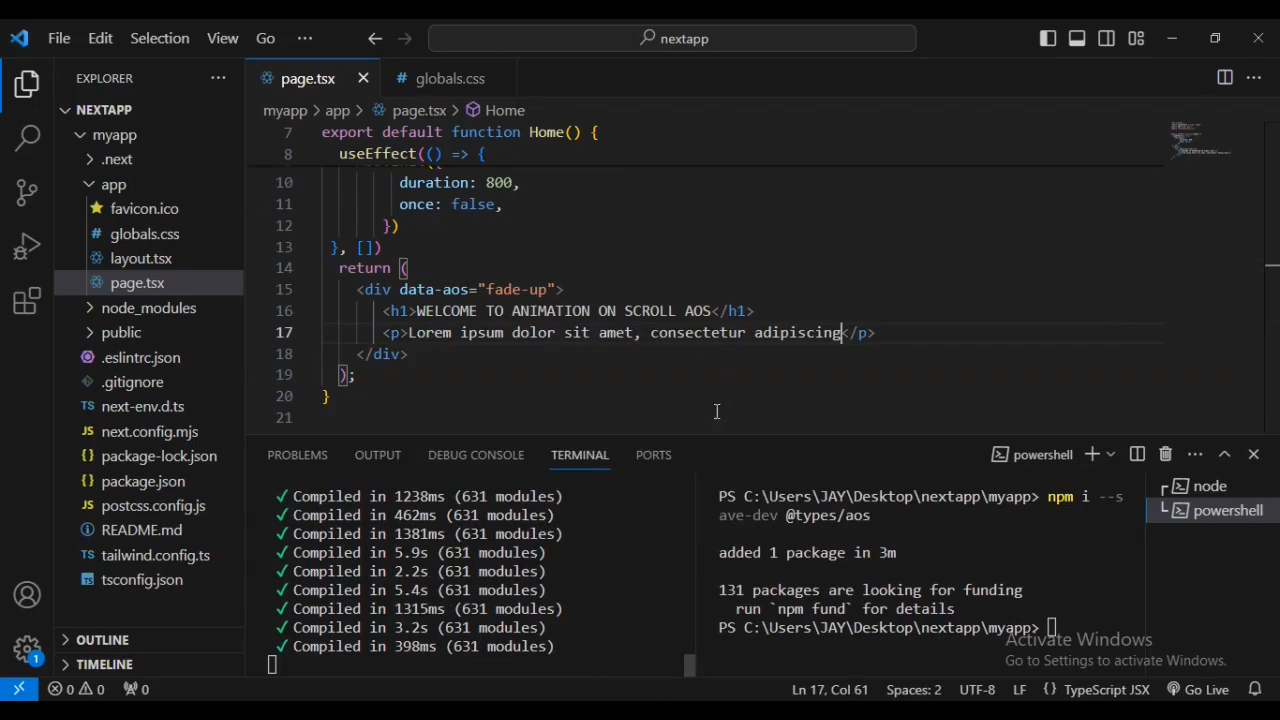 File Edit Selection View Go ··· nextapp
EXPLORER ···
NEXTAPP
myapp
.next
app
favicon.ico
globals.css
layout.tsx
page.tsx
node_modules
public
.eslintrc.json
.gitignore
TS next-env.d.ts
JS next.config.mjs
{} package-lock.json
{} package.json
JS postcss.config.js
README.md
tailwind.config.ts
tsconfig.json
OUTLINE
TIMELINE
1
page.tsx # globals.css ···
myapp > app > page.tsx > Home
7 export default function Home() {
8 useEffect(() => {
10 duration: 800,
11 once: false,
12 })
13 }, [])
14 return (
15 <div data-aos="fade-up">
16 <h1>WELCOME TO ANIMATION ON SCROLL AOS</h1>
17 <p>Lorem ipsum dolor sit amet, consectetur adipiscing</p>
18 </div>
19 );
20 }
21
PROBLEMS OUTPUT DEBUG CONSOLE TERMINAL PORTS powershell ···
✓ Compiled in 1238ms (631 modules)
✓ Compiled in 462ms (631 modules)
✓ Compiled in 1381ms (631 modules)
✓ Compiled in 5.9s (631 modules)
✓ Compiled in 2.2s (631 modules)
✓ Compiled in 5.4s (631 modules)
✓ Compiled in 1315ms (631 modules)
✓ Compiled in 3.2s (631 modules)
✓ Compiled in 398ms (631 modules)
PS C:\Users\JAY\Desktop\nextapp\myapp> npm i --s
ave-dev @types/aos
added 1 package in 3m
131 packages are looking for funding
run `npm fund` for details
PS C:\Users\JAY\Desktop\nextapp\myapp>
node
powershell
Activate Windows
Go to Settings to activate Windows.
0 0 0 Ln 17, Col 61 Spaces: 2 UTF-8 LF {} TypeScript JSX Go Live